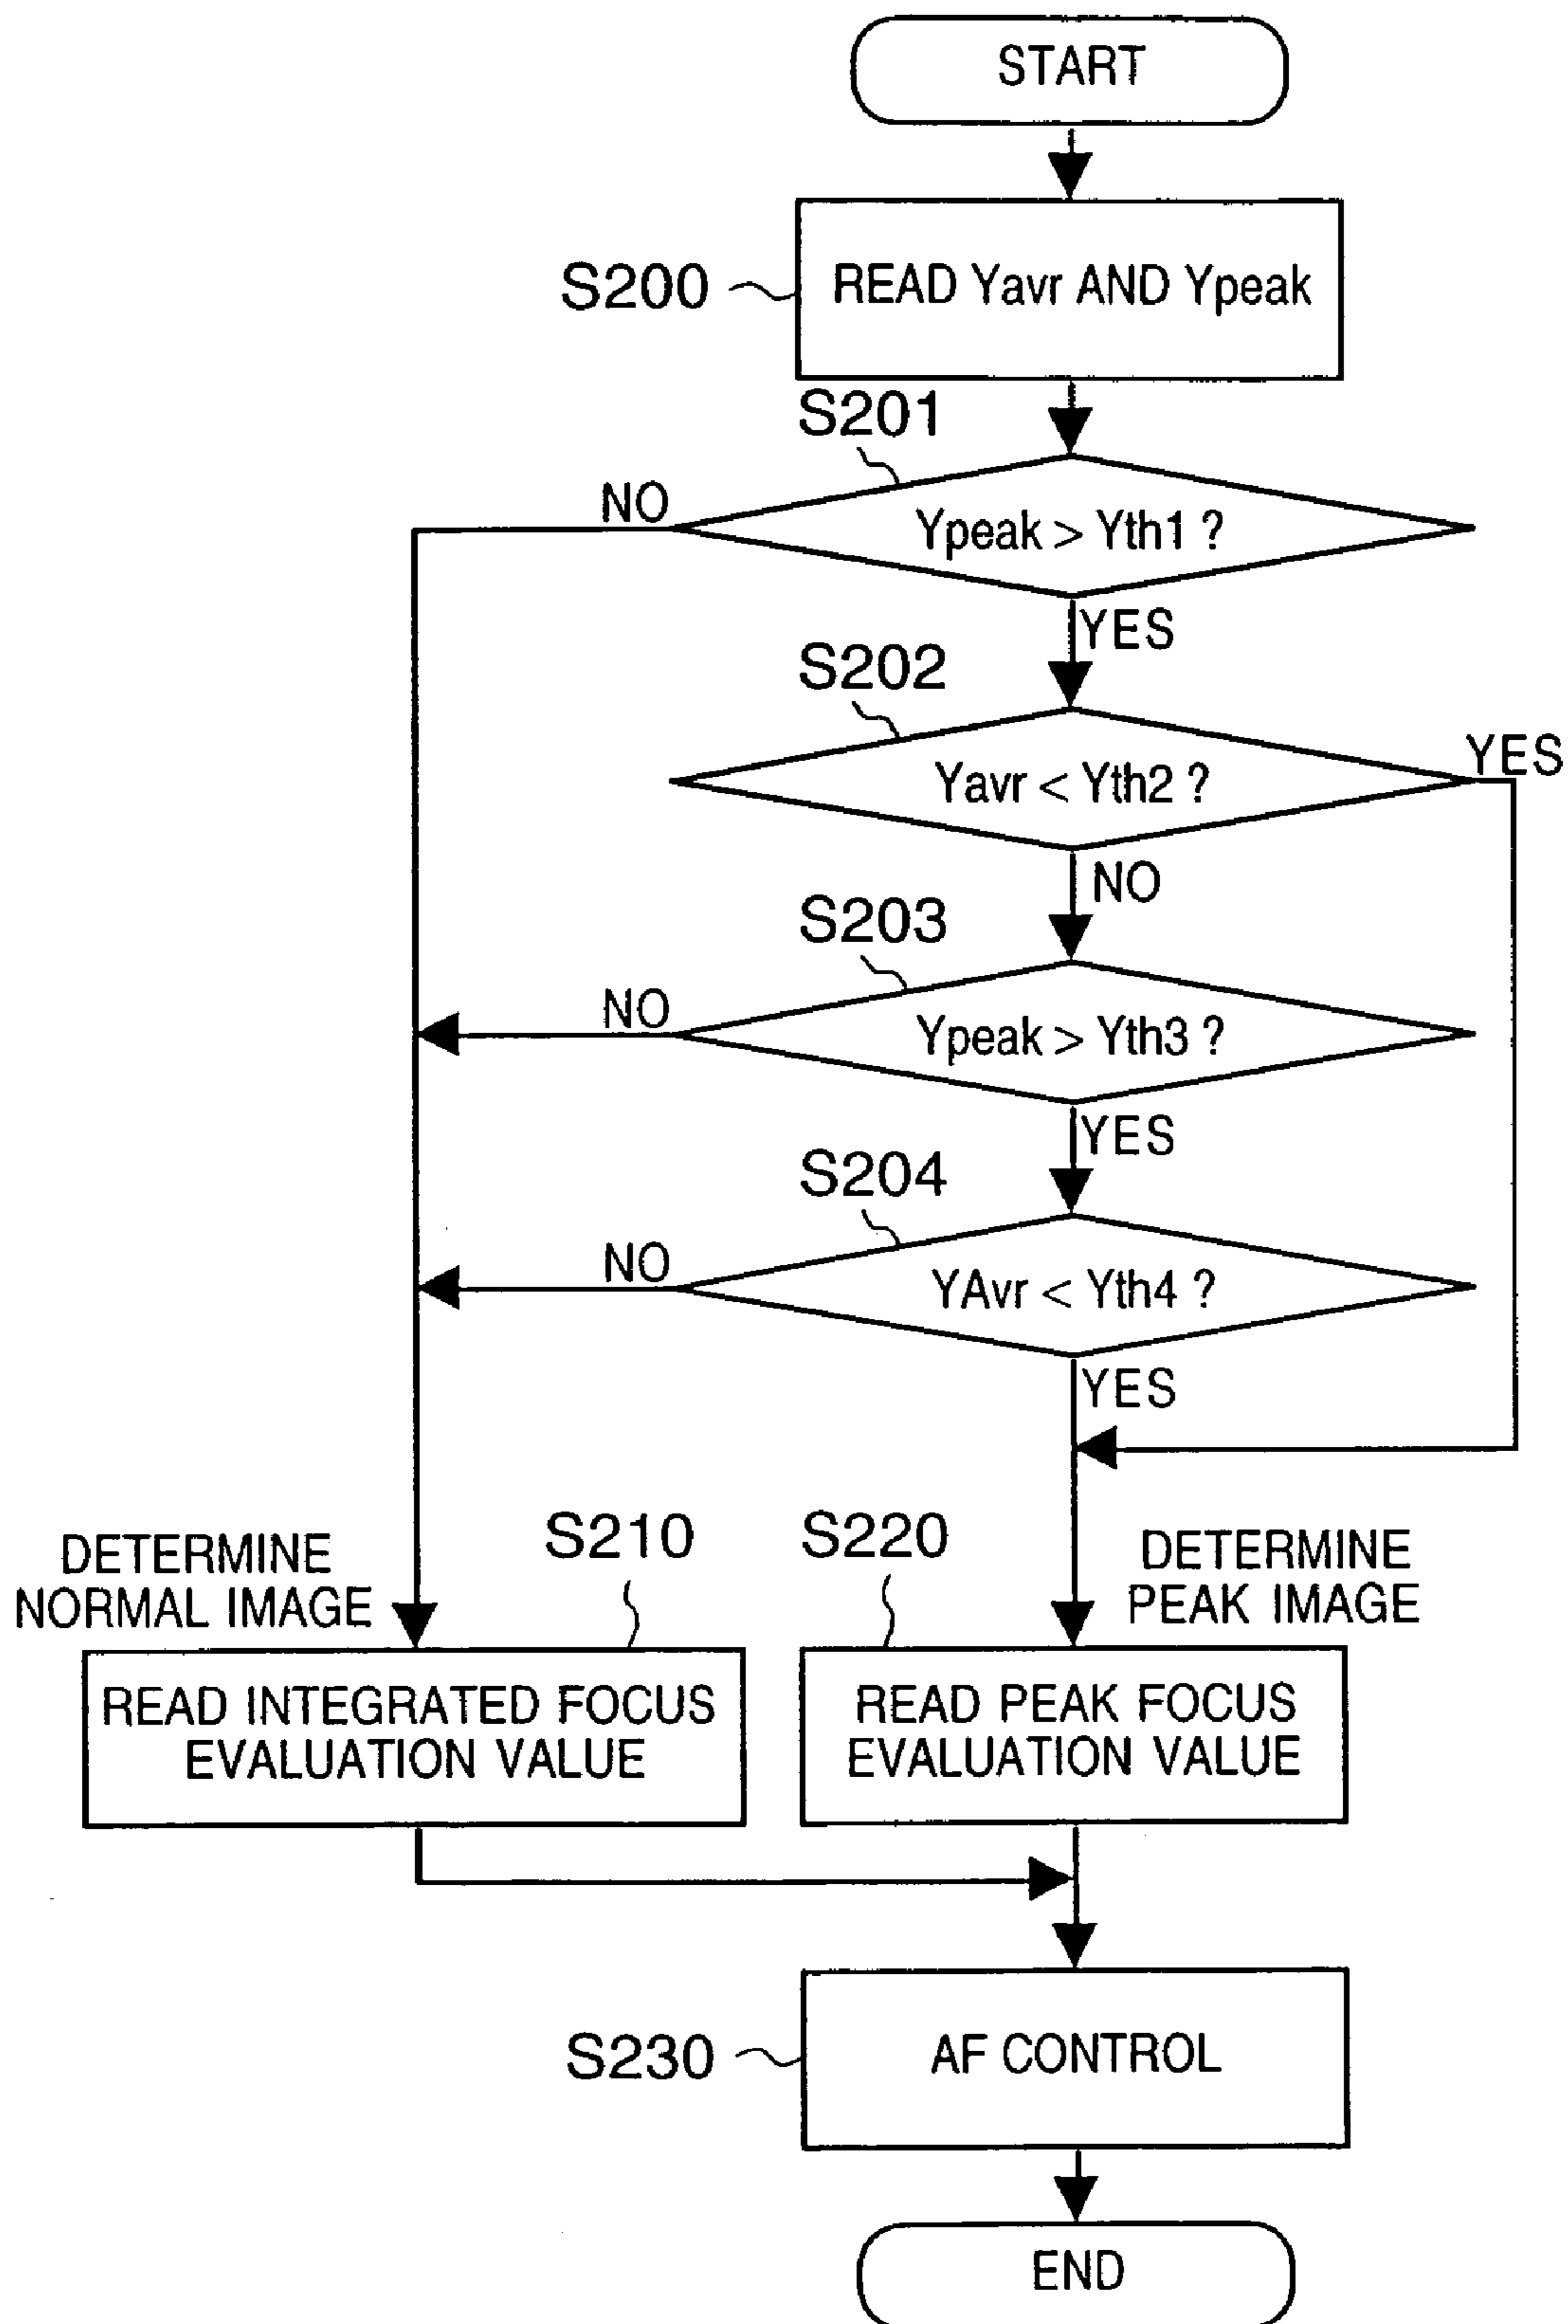 START
S200
READ Yavr AND Ypeak
S201
NO
Ypeak > Yth1 ?
YES
S202
YES
Yavr < Yth2 ?
NO
S203
NO
Ypeak > Yth3 ?
YES
S204
NO
YAvr < Yth4 ?
YES
DETERMINE
NORMAL IMAGE
S210
S220
DETERMINE
PEAK IMAGE
READ INTEGRATED FOCUS
EVALUATION VALUE
READ PEAK FOCUS
EVALUATION VALUE
S230
AF CONTROL
END